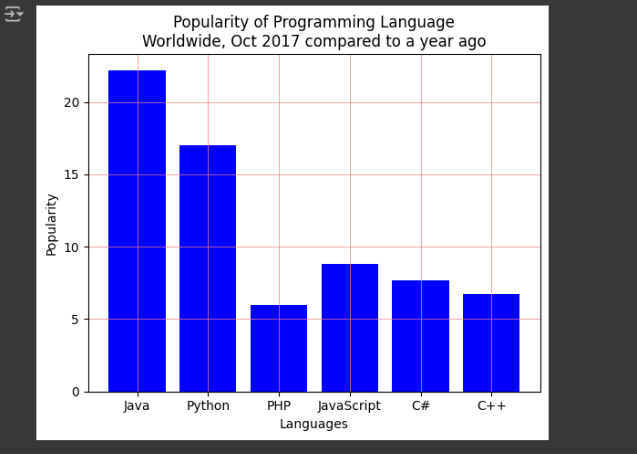 Popularity of Programming Language
Worldwide, Oct 2017 compared to a year ago
Popularity
20
15
10
5
0
Java Python PHP JavaScript C# C++
Languages